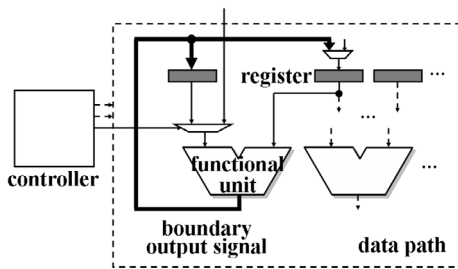 register
...
...
controller
functional
unit
...
boundary
output signal
data path